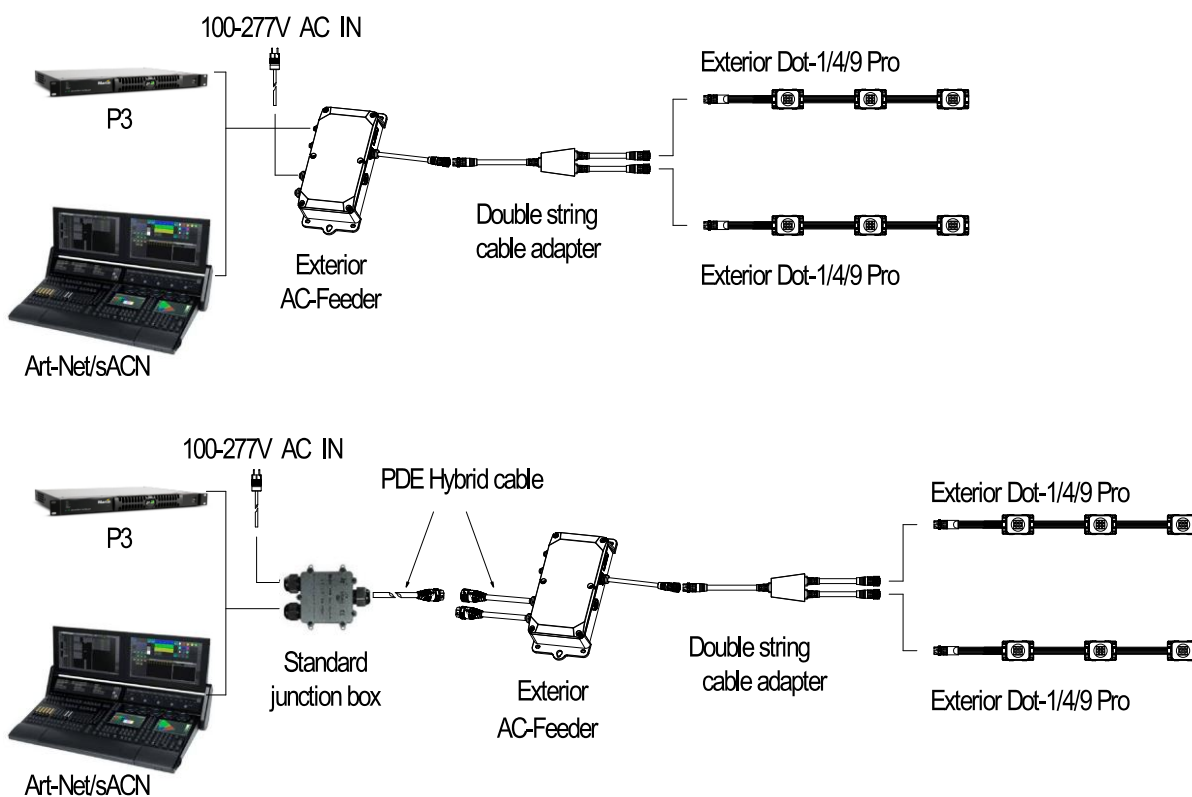 100-277V AC IN
Exterior Dot-1/4/9 Pro
P3
Double string
cable adapter
Exterior
AC-Feeder
Exterior Dot-1/4/9 Pro
Art-Net/sACN
100-277V AC IN
PDE Hybrid cable
Exterior Dot-1/4/9 Pro
P3
Standard
junction box
Double string
cable adapter
Exterior
AC-Feeder
Exterior Dot-1/4/9 Pro
Art-Net/sACN